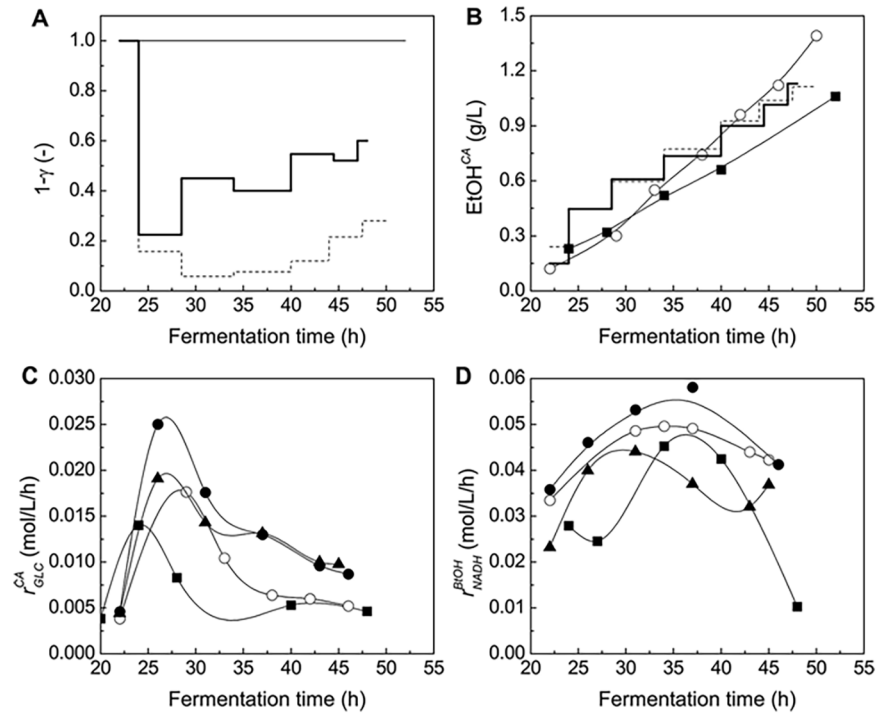 A
1.0
0.8
0.6
0.4
0.2
0.0
1-γ (-)
20 25 30 35 40 45 50 55
Fermentation time (h)
B
1.5
1.2
0.9
0.6
0.3
0.0
EtOH^CA (g/L)
20 25 30 35 40 45 50 55
Fermentation time (h)
C
0.030
0.025
0.020
0.015
0.010
0.005
0.000
r_GLC^CA (mol/L/h)
20 25 30 35 40 45 50 55
Fermentation time (h)
D
0.06
0.05
0.04
0.03
0.02
0.01
0.00
r_NADH^BtOH (mol/L/h)
20 25 30 35 40 45 50 55
Fermentation time (h)